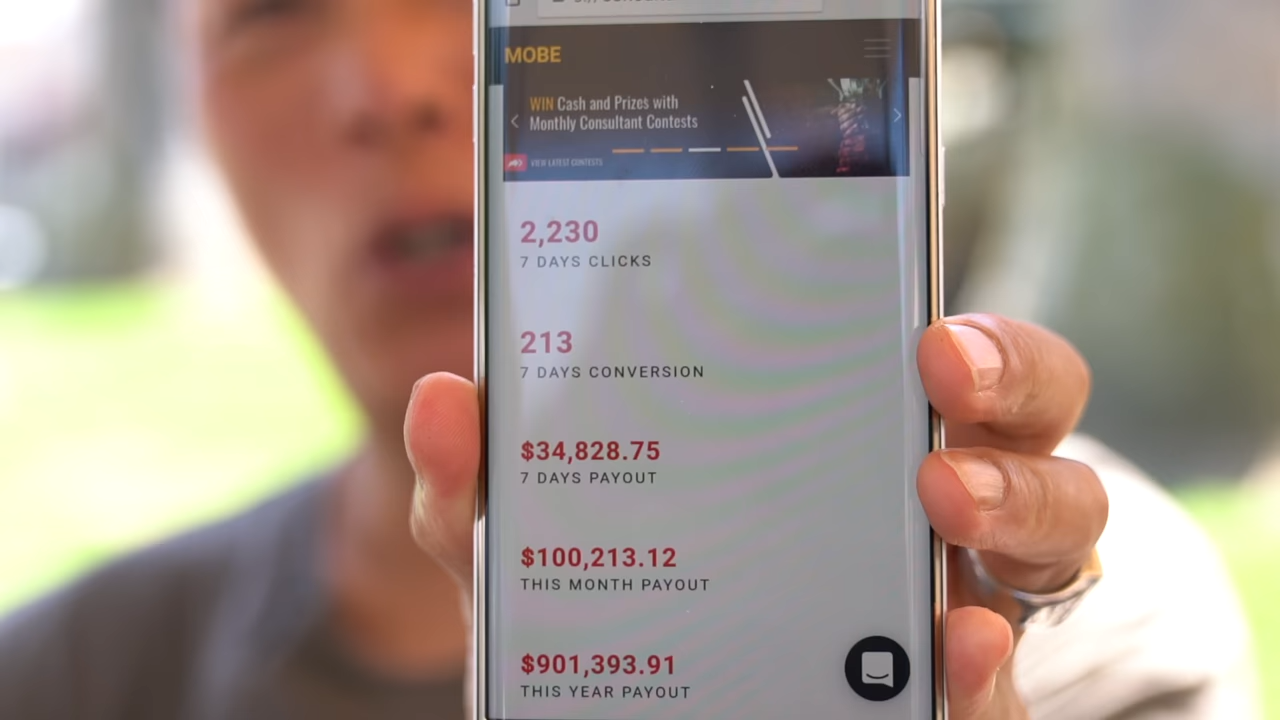 MOBE
WIN Cash and Prizes with
Monthly Consultant Contests
VIEW LATEST CONTESTS
2,230
7 DAYS CLICKS
213
7 DAYS CONVERSION
$34,828.75
7 DAYS PAYOUT
$100,213.12
THIS MONTH PAYOUT
$901,393.91
THIS YEAR PAYOUT